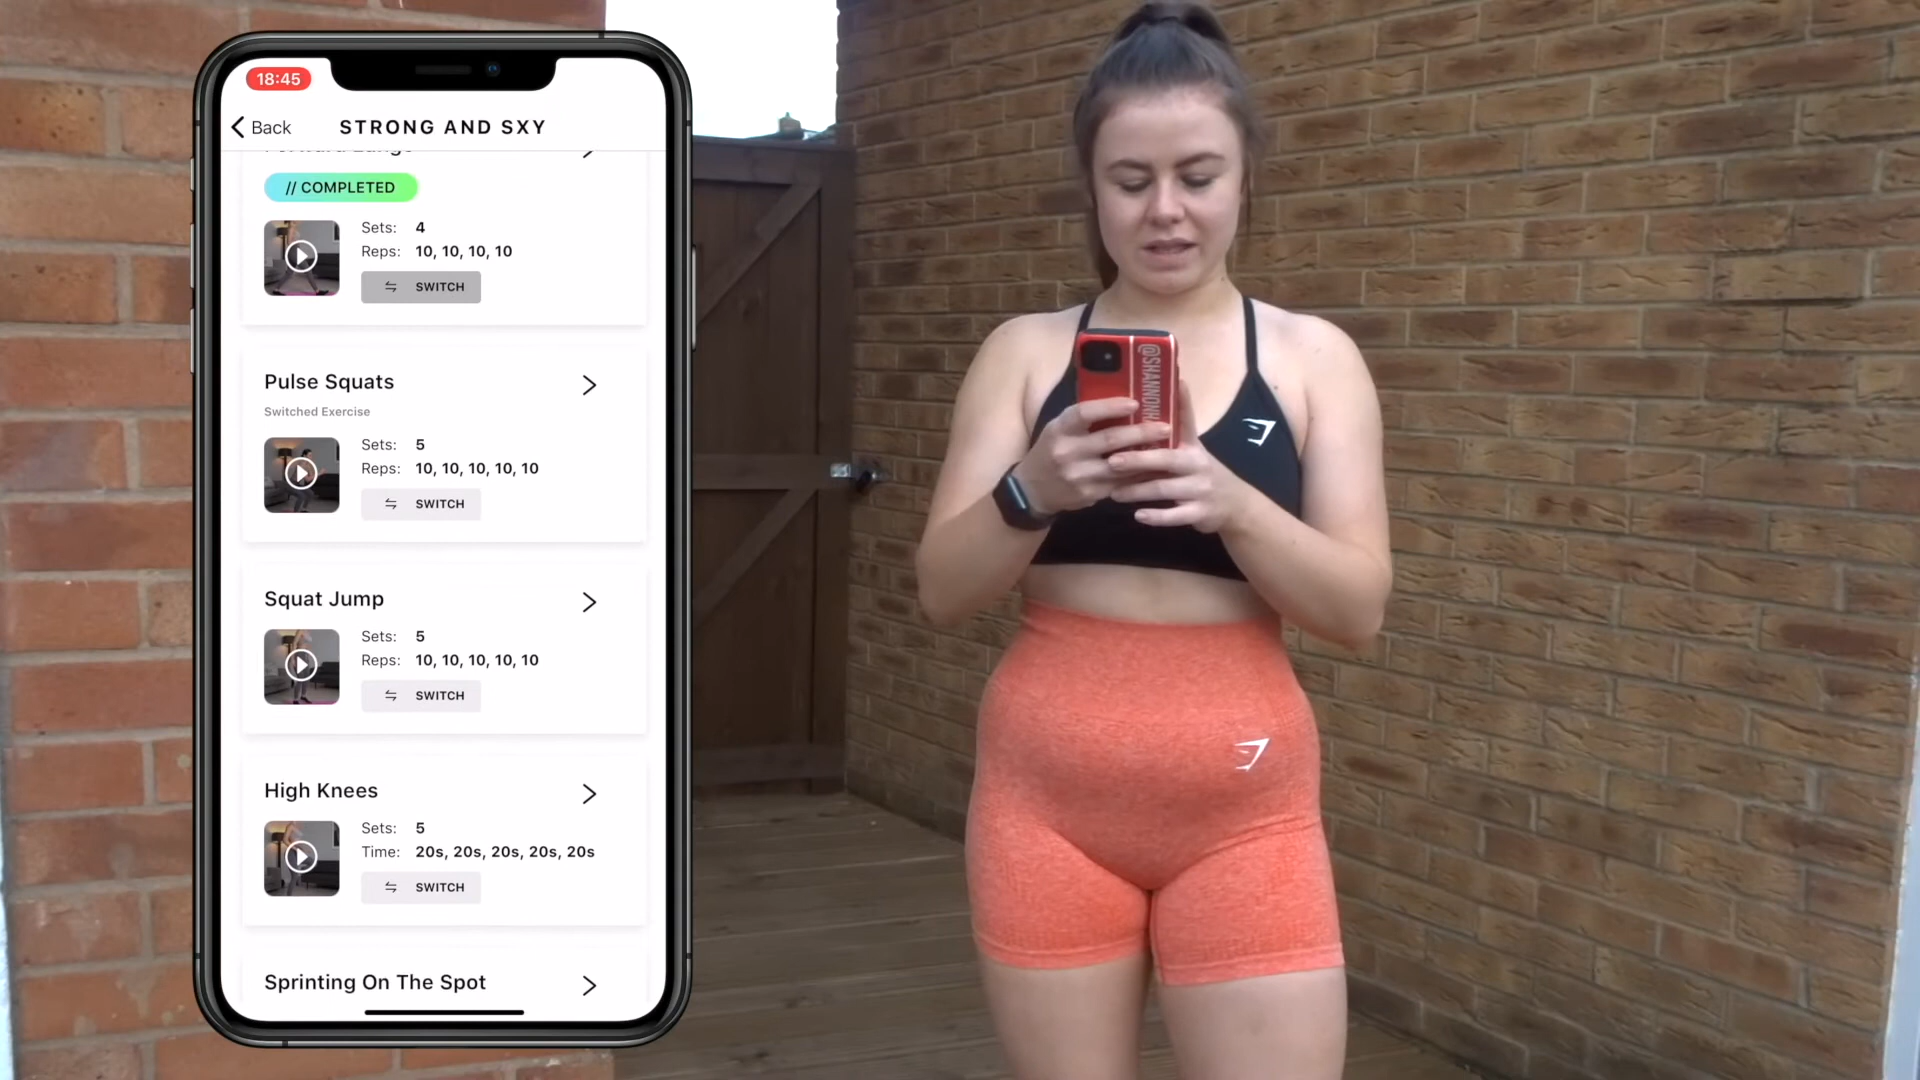 18:45
Back
STRONG AND SXY
// COMPLETED
Sets: 4
Reps: 10, 10, 10, 10
SWITCH
Pulse Squats
Switched Exercise
Sets: 5
Reps: 10, 10, 10, 10, 10
SWITCH
Squat Jump
Sets: 5
Reps: 10, 10, 10, 10, 10
SWITCH
High Knees
Sets: 5
Time: 20s, 20s, 20s, 20s, 20s
SWITCH
Sprinting On The Spot